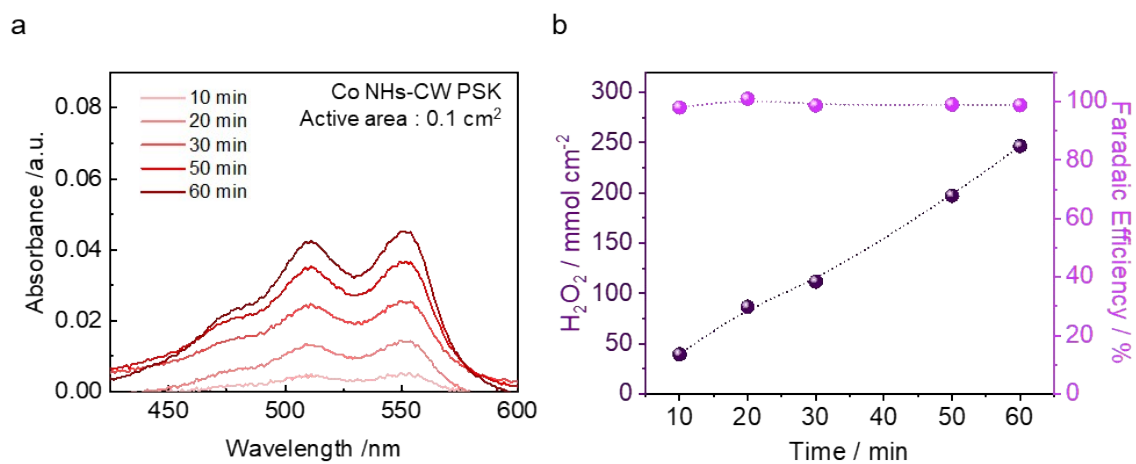 a
b
0.08
0.06
0.04
0.02
0.00
Absorbance /a.u.
10 min
20 min
30 min
50 min
60 min
Co NHs-CW PSK
Active area : 0.1 cm²
450
500
550
600
Wavelength /nm
300
250
200
150
100
50
0
H₂O₂ / mmol cm⁻²
100
80
60
40
20
0
Faradaic Efficiency / %
10
20
30
40
50
60
Time / min